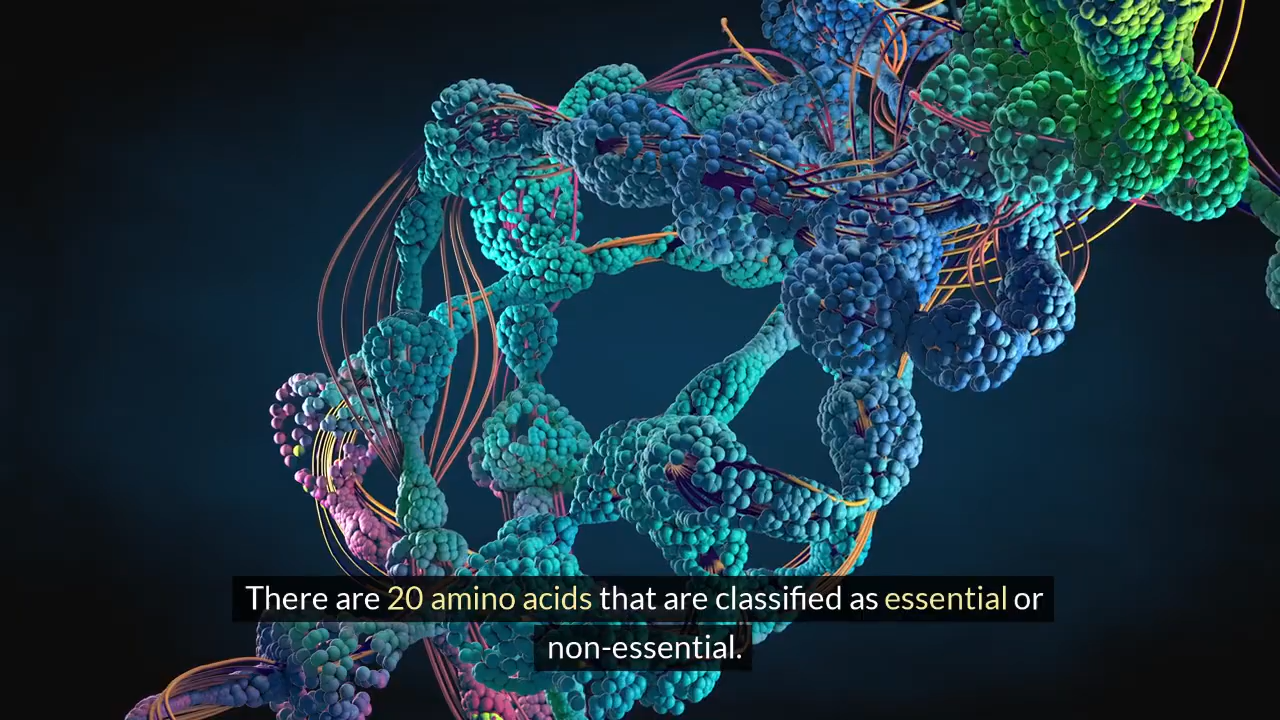 There are 20 amino acids that are classified as essential or
non-essential.